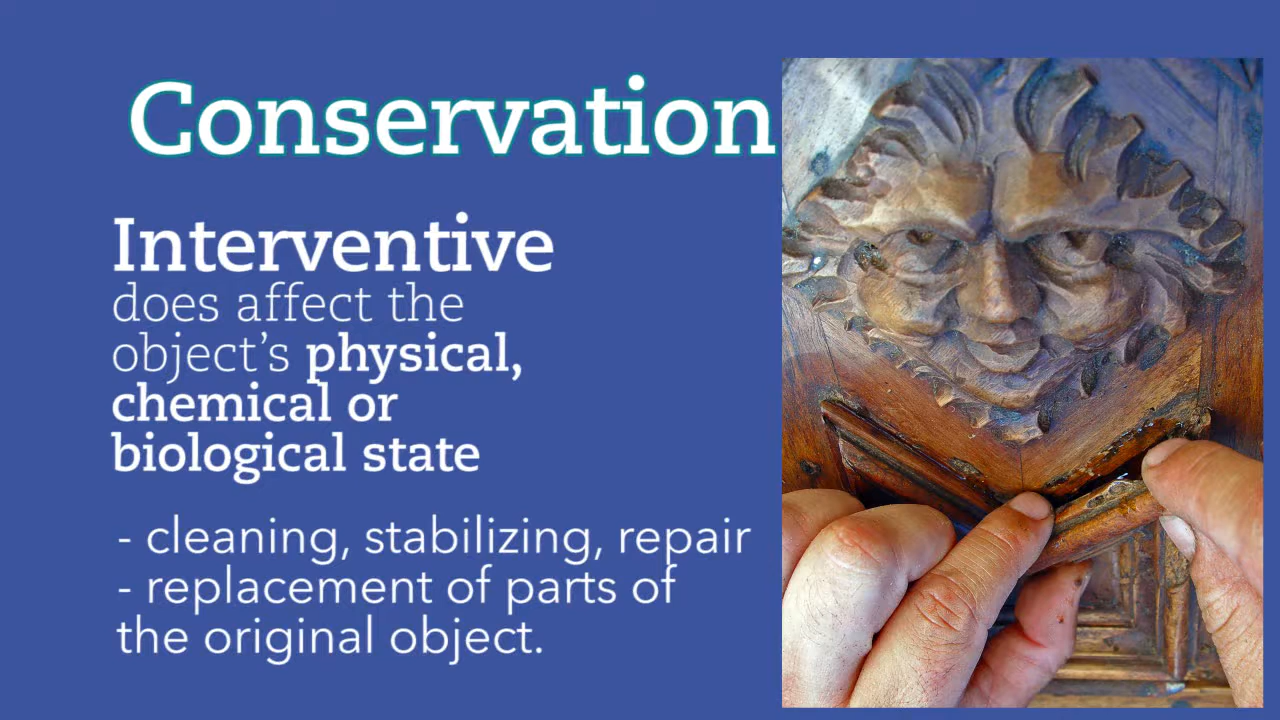 Conservation
Interventive
does affect the
object's physical,
chemical or
biological state
- cleaning, stabilizing, repair
- replacement of parts of
the original object.